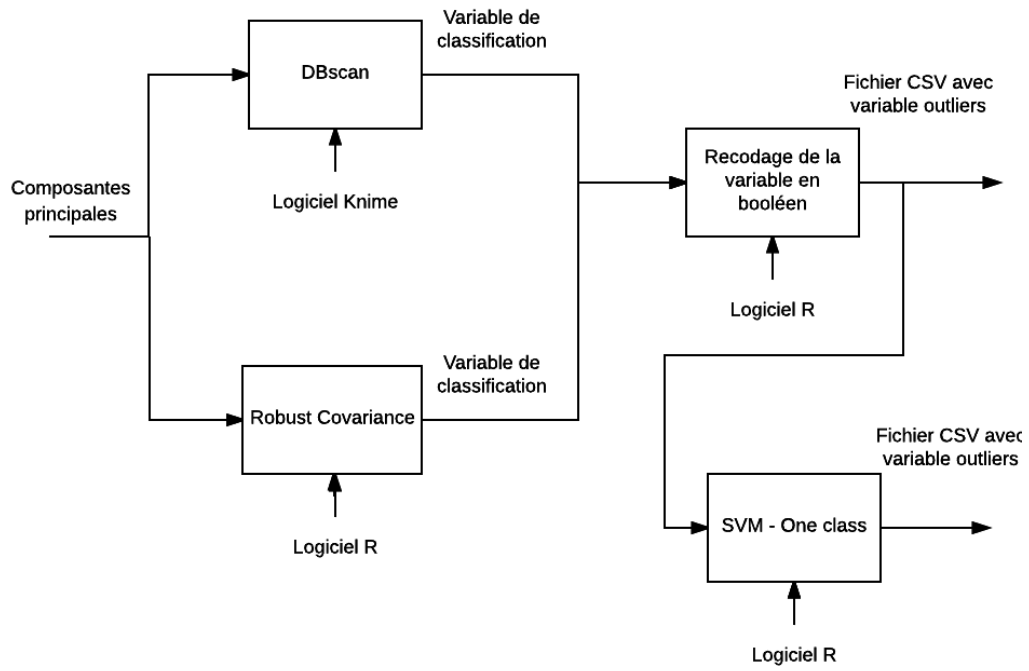 Variable de
classification
DBscan
Fichier CSV avec
variable outliers
Recodage de la
variable en
booléen
Composantes
principales
Logiciel Knime
Logiciel R
Variable de
classification
Robust Covariance
Fichier CSV avec
variable outliers
SVM - One class
Logiciel R
Logiciel R